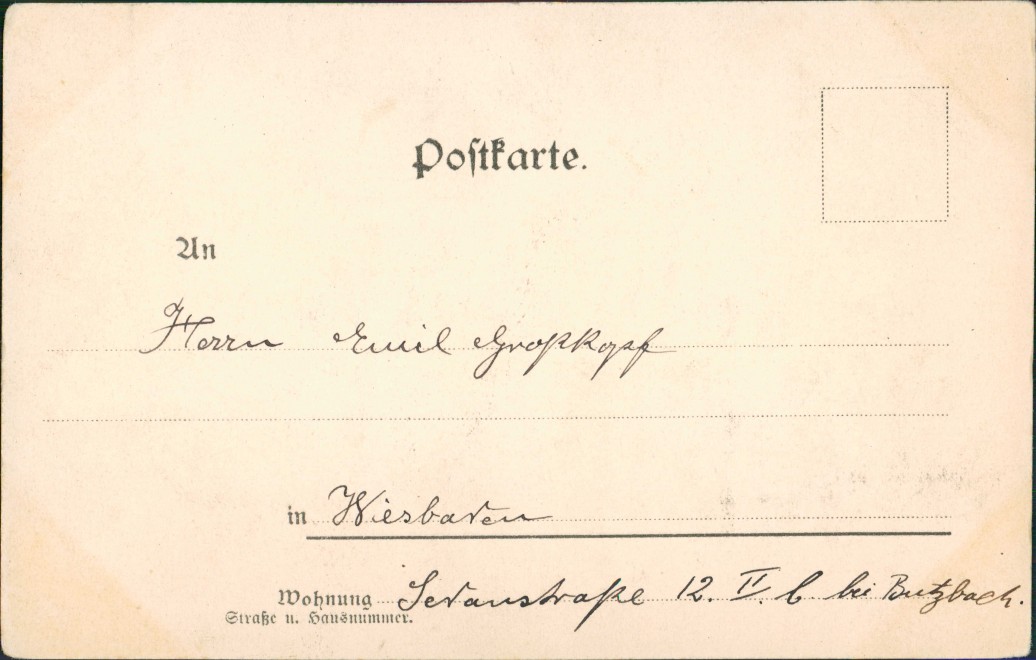 Postkarte.
An
Herrn Emil Großkopf
in Wiesbaden
Wohnung Sedanstraße 12. II. l bei Butzbach.
Straße u. Hausnummer.